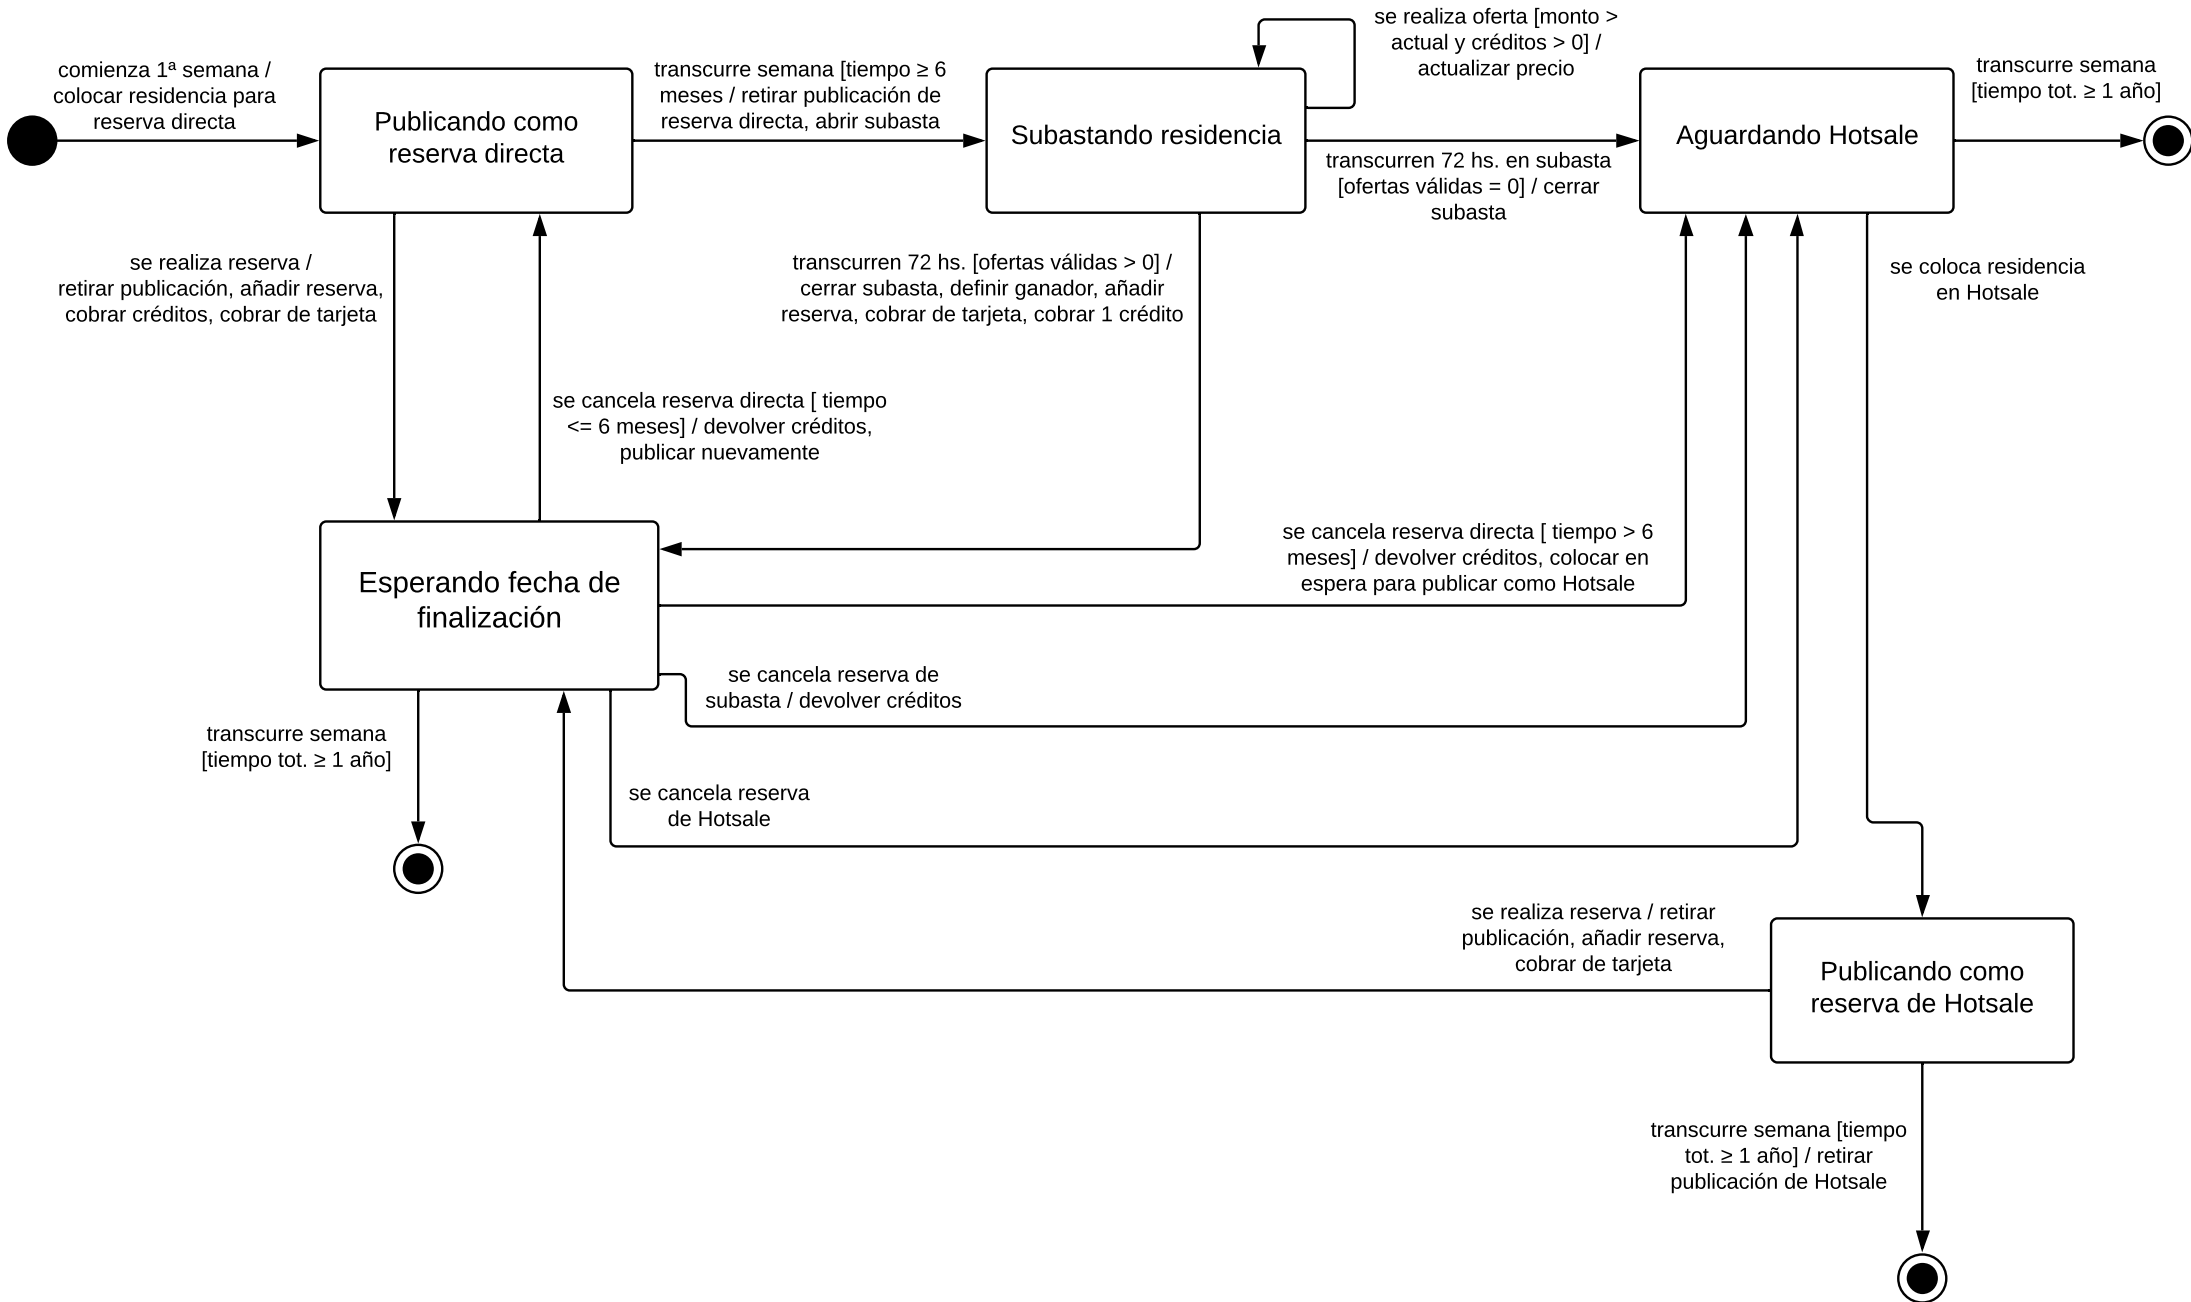 comienza 1ª semana /
colocar residencia para
reserva directa
Publicando como
reserva directa
transcurre semana [tiempo ≥ 6
meses / retirar publicación de
reserva directa, abrir subasta
Subastando residencia
se realiza oferta [monto >
actual y créditos > 0] /
actualizar precio
transcurren 72 hs. en subasta
[ofertas válidas = 0] / cerrar
subasta
Aguardando Hotsale
transcurre semana
[tiempo tot. ≥ 1 año]
se realiza reserva /
retirar publicación, añadir reserva,
cobrar créditos, cobrar de tarjeta
transcurren 72 hs. [ofertas válidas > 0] /
cerrar subasta, definir ganador, añadir
reserva, cobrar de tarjeta, cobrar 1 crédito
se coloca residencia
en Hotsale
se cancela reserva directa [ tiempo
<= 6 meses] / devolver créditos,
publicar nuevamente
Esperando fecha de
finalización
se cancela reserva directa [ tiempo > 6
meses] / devolver créditos, colocar en
espera para publicar como Hotsale
se cancela reserva de
subasta / devolver créditos
transcurre semana
[tiempo tot. ≥ 1 año]
se cancela reserva
de Hotsale
se realiza reserva / retirar
publicación, añadir reserva,
cobrar de tarjeta
Publicando como
reserva de Hotsale
transcurre semana [tiempo
tot. ≥ 1 año] / retirar
publicación de Hotsale